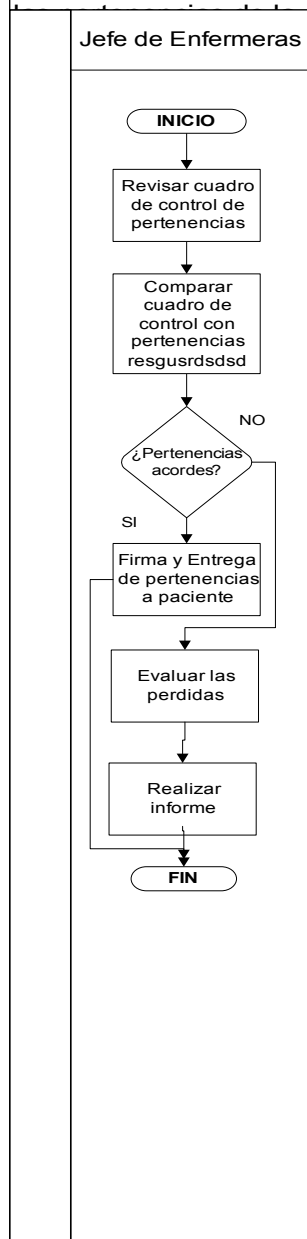 Jefe de Enfermeras
INICIO
Revisar cuadro
de control de
pertenencias
Comparar
cuadro de
control con
pertenencias
resgusrdsdsd
NO
¿Pertenencias
acordes?
SI
Firma y Entrega
de pertenencias
a paciente
Evaluar las
perdidas
Realizar
informe
FIN